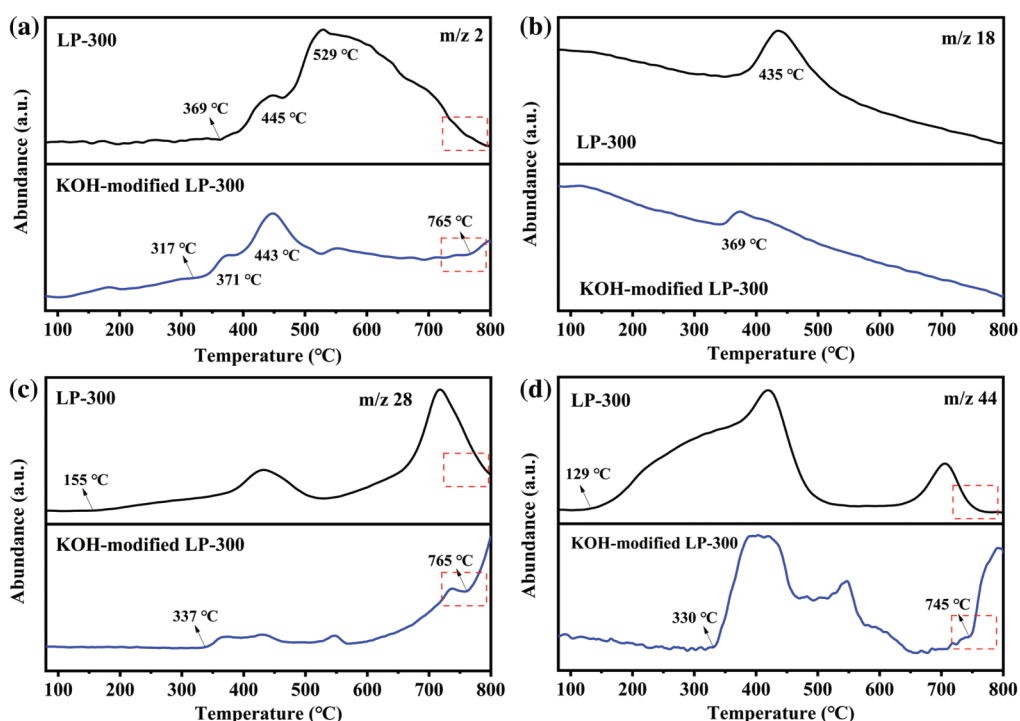 (a)
LP-300
m/z 2
529 ℃
369 ℃
445 ℃
KOH-modified LP-300
765 ℃
317 ℃
371 ℃
443 ℃
Abundance (a.u.)
100 200 300 400 500 600 700 800
Temperature (℃)
(b)
m/z 18
435 ℃
LP-300
369 ℃
KOH-modified LP-300
Abundance (a.u.)
100 200 300 400 500 600 700 800
Temperature (℃)
(c)
LP-300
m/z 28
155 ℃
KOH-modified LP-300
765 ℃
337 ℃
Abundance (a.u.)
100 200 300 400 500 600 700 800
Temperature (℃)
(d)
LP-300
m/z 44
129 ℃
KOH-modified LP-300
330 ℃
745 ℃
Abundance (a.u.)
100 200 300 400 500 600 700 800
Temperature (℃)